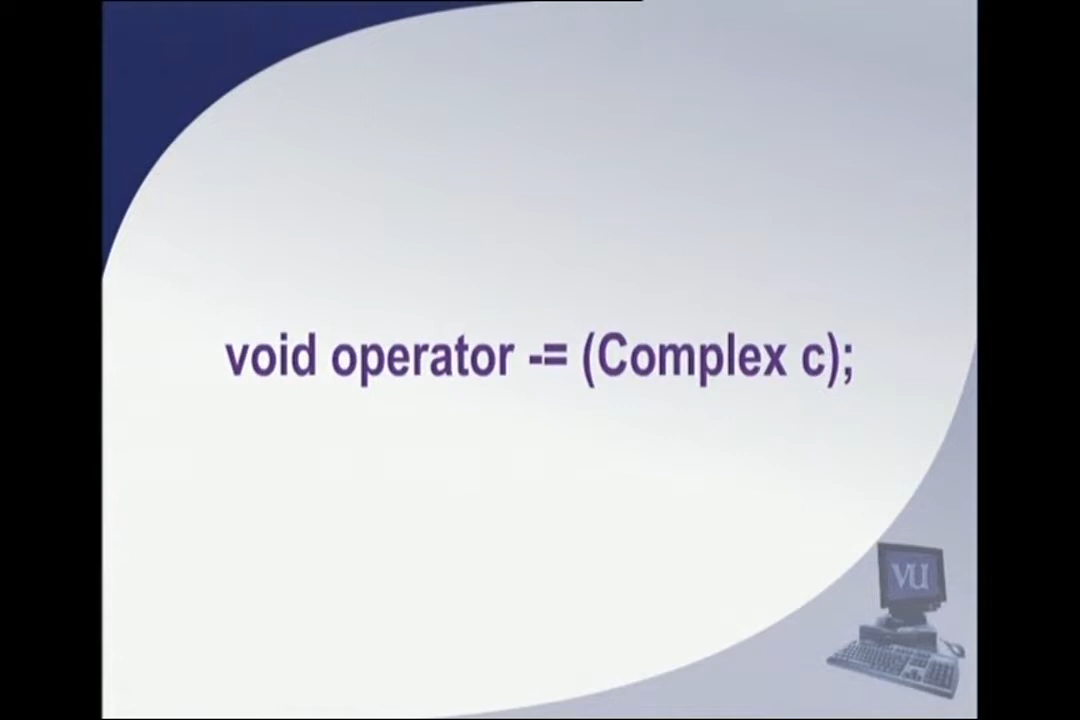 void operator -= (Complex c);
VU